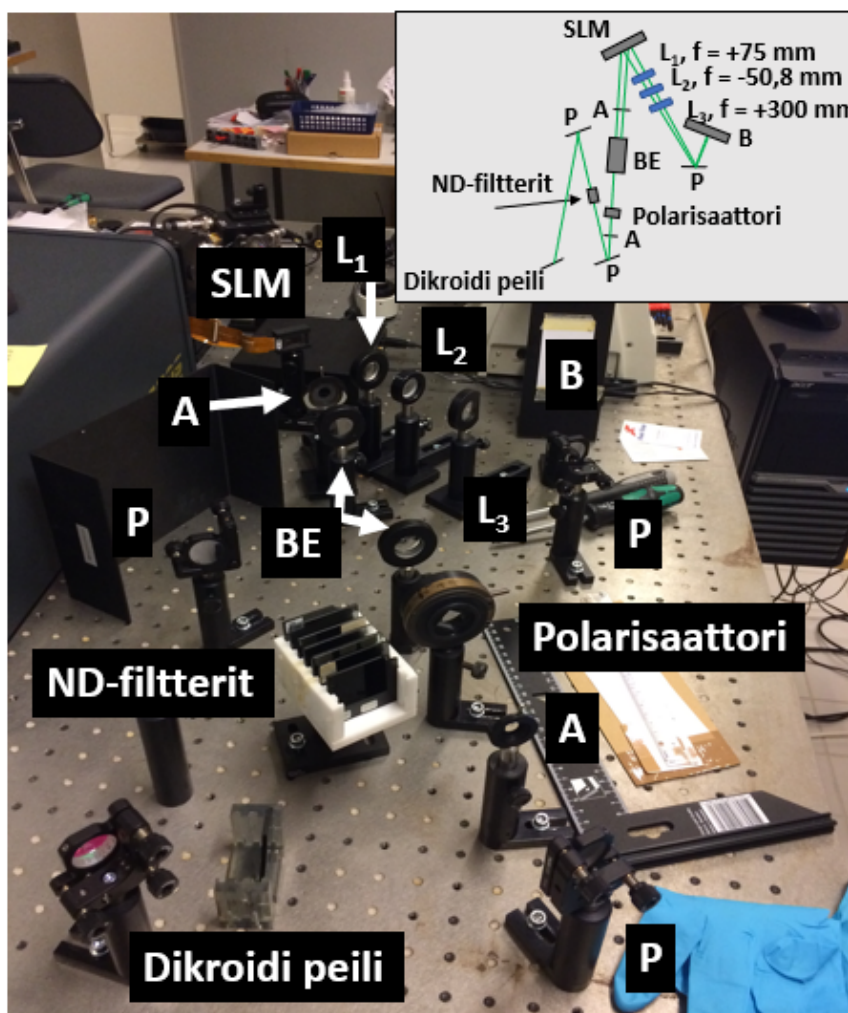 SLM
L₁, f = +75 mm
L₂, f = -50,8 mm
L₃, f = +300 mm
P
A
B
BE
P
ND-filtterit
Polarisaattori
A
Dikroidi peili
P
L₁
SLM
L₂
A
B
P
BE
L₃
P
ND-filtterit
Polarisaattori
A
Dikroidi peili
P